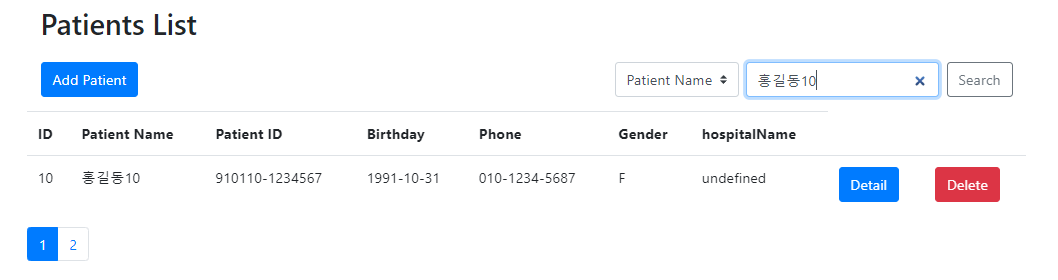 Patients List
Add Patient Patient Name 홍길동10 Search
ID Patient Name Patient ID Birthday Phone Gender hospitalName
10 홍길동10 910110-1234567 1991-10-31 010-1234-5687 F undefined Detail Delete
1 2